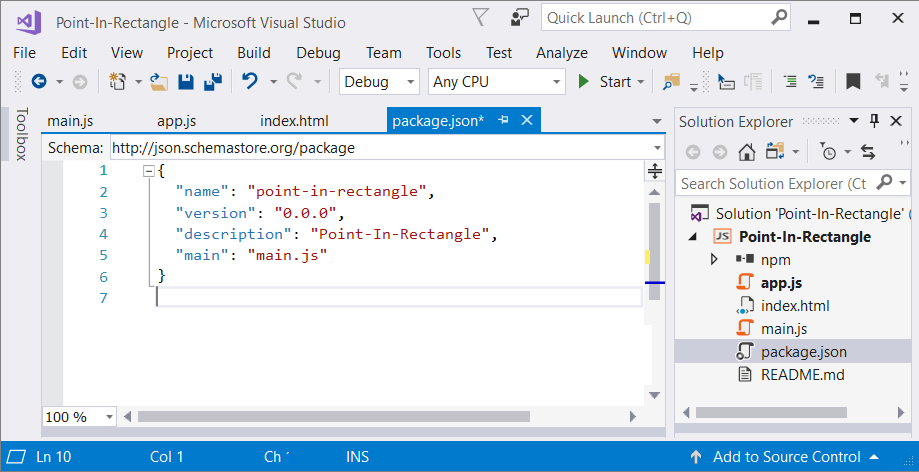 Point-In-Rectangle - Microsoft Visual Studio
Quick Launch (Ctrl+Q)
File Edit View Project Build Debug Team Tools Test Analyze Window Help
Debug Any CPU Start
Toolbox
main.js app.js index.html package.json*
Schema: http://json.schemastore.org/package
1 {
2 "name": "point-in-rectangle",
3 "version": "0.0.0",
4 "description": "Point-In-Rectangle",
5 "main": "main.js"
6 }
7
100 %
Solution Explorer
Search Solution Explorer (Ct
Solution 'Point-In-Rectangle' (
JS Point-In-Rectangle
npm
app.js
index.html
main.js
package.json
README.md
Ln 10 Col 1 Ch INS Add to Source Control